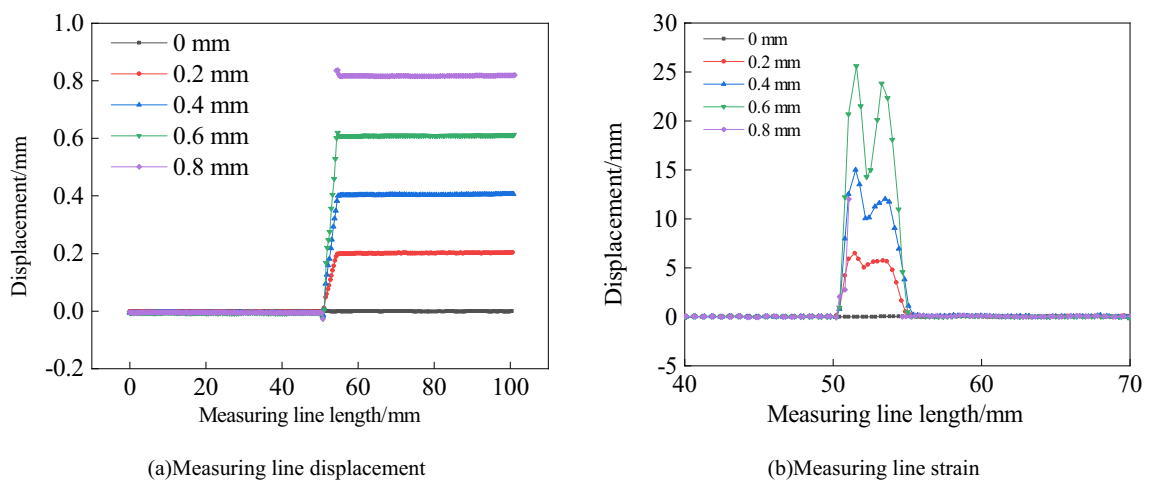 1.0
0.8
0.6
0.4
0.2
0.0
-0.2
Displacement/mm
0 mm
0.2 mm
0.4 mm
0.6 mm
0.8 mm
0 20 40 60 80 100
Measuring line length/mm
(a)Measuring line displacement
30
25
20
15
10
5
0
-5
Displacement/mm
0 mm
0.2 mm
0.4 mm
0.6 mm
0.8 mm
40 50 60 70
Measuring line length/mm
(b)Measuring line strain